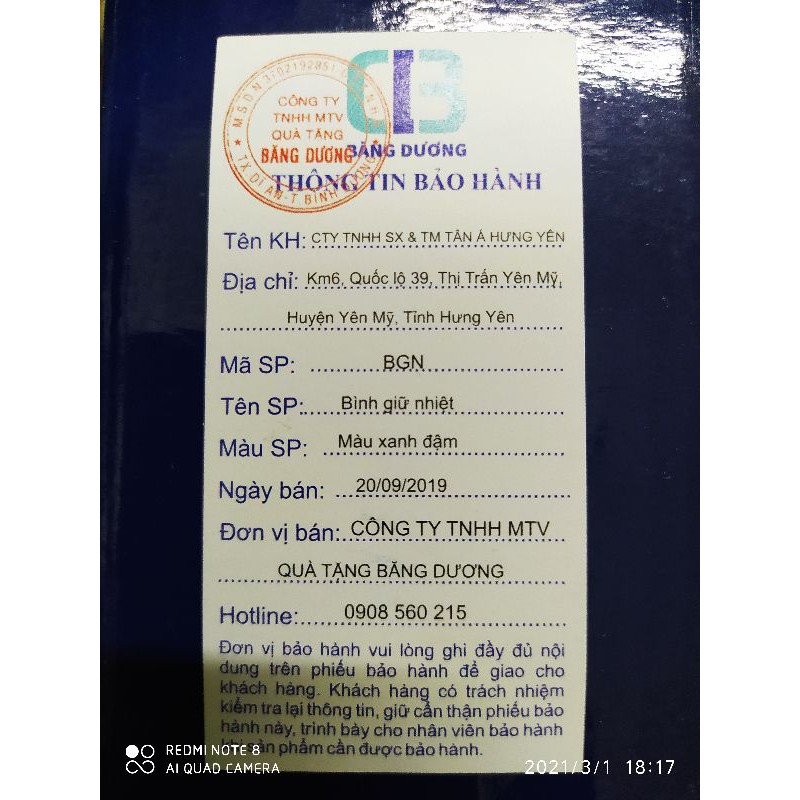 M.S.D.N:3702192851-C.T.T.N.H.H
CÔNG TY
TNHH MTV
QUÀ TẶNG
BĂNG DƯƠNG
TX.DĨ AN-T.BÌNH DƯƠNG
BĂNG DƯƠNG
THÔNG TIN BẢO HÀNH
Tên KH: CTY TNHH SX & TM TÂN Á HƯNG YÊN
Địa chỉ: Km6, Quốc lộ 39, Thị Trấn Yên Mỹ,
Huyện Yên Mỹ, Tỉnh Hưng Yên
Mã SP: BGN
Tên SP: Bình giữ nhiệt
Màu SP: Màu xanh đậm
Ngày bán: 20/09/2019
Đơn vị bán: CÔNG TY TNHH MTV
QUÀ TẶNG BĂNG DƯƠNG
Hotline: 0908 560 215
Đơn vị bảo hành vui lòng ghi đầy đủ nội
dung trên phiếu bảo hành để giao cho
khách hàng. Khách hàng có trách nhiệm
kiểm tra lại thông tin, giữ cẩn thận phiếu bảo
hành này, trình bày cho nhân viên bảo hành
khi sản phẩm cần được bảo hành.
REDMI NOTE 8
AI QUAD CAMERA
2021/3/1 18:17